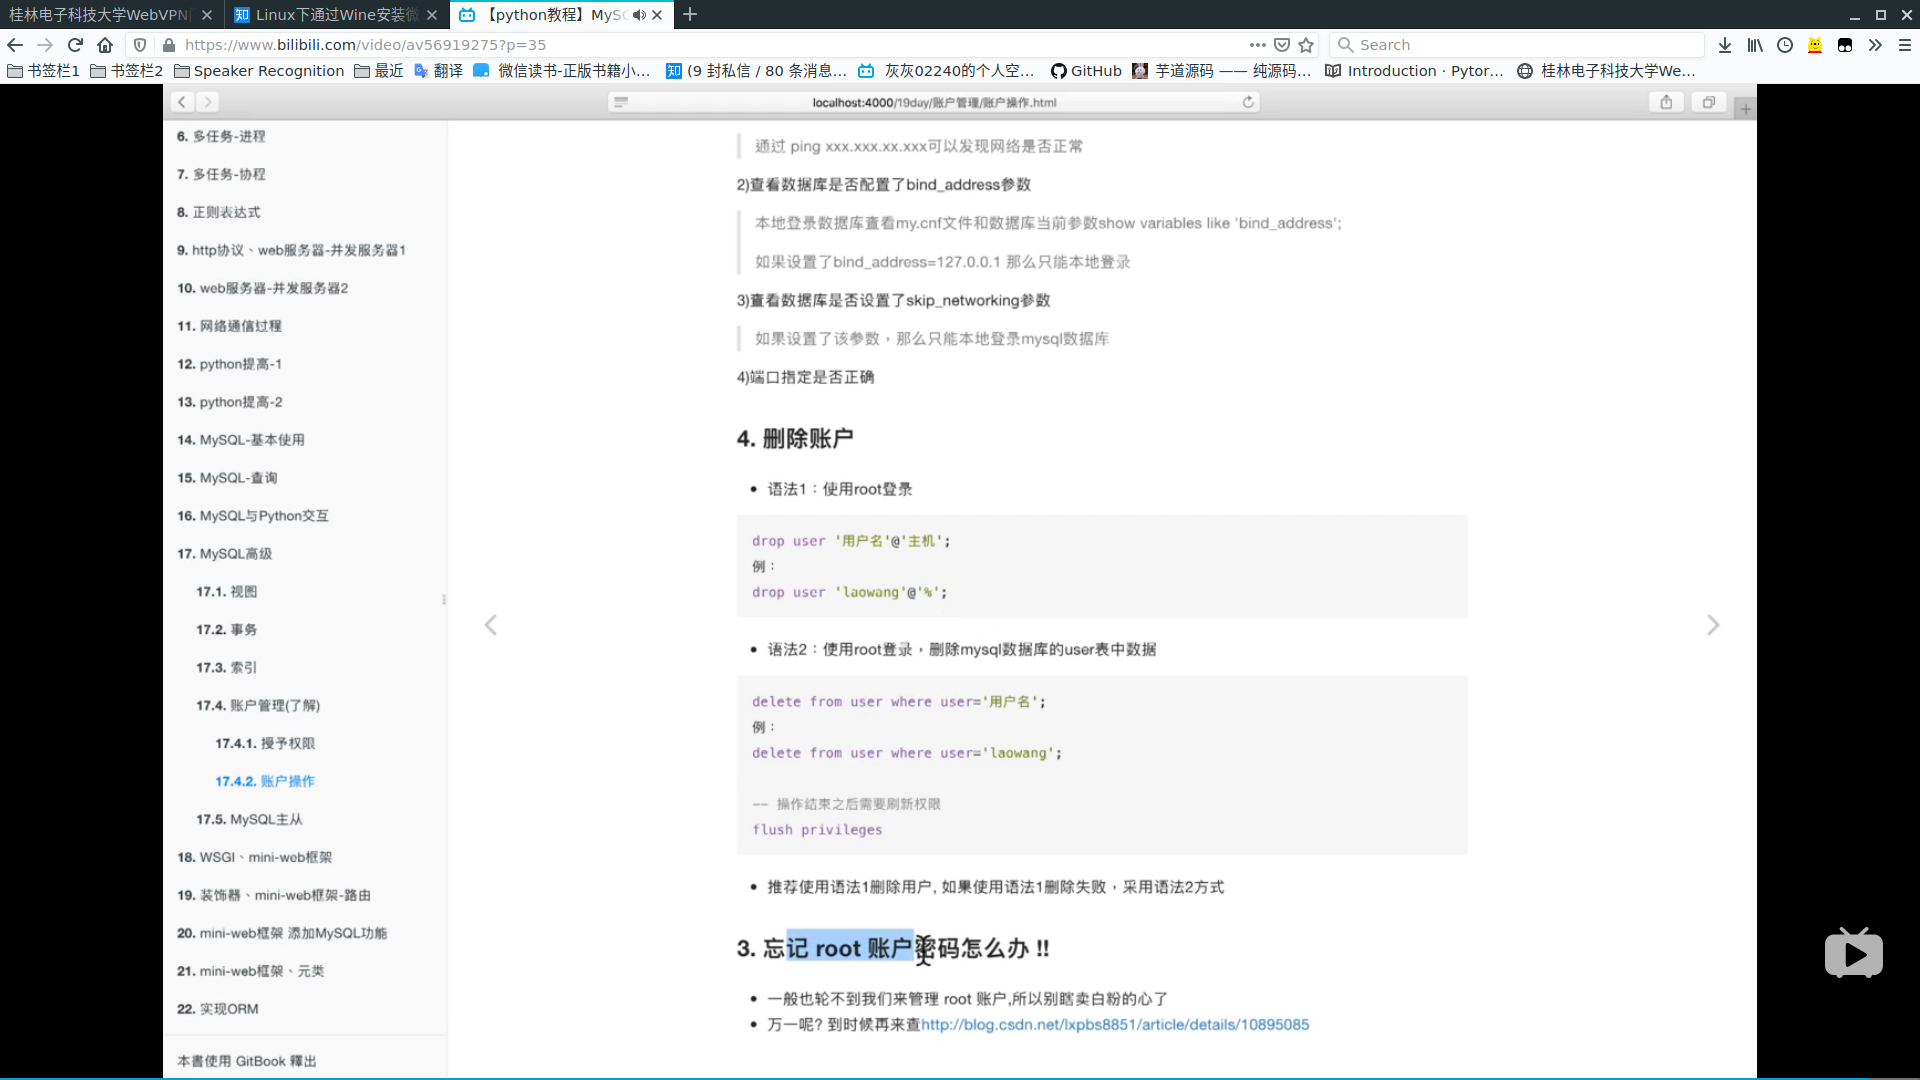 桂林电子科技大学WebVPN
Linux下通过Wine安装微
【python教程】MySC
https://www.bilibili.com/video/av56919275?p=35
Search
书签栏1
书签栏2
Speaker Recognition
最近
翻译
微信读书-正版书籍小…
(9 封私信 / 80 条消息…
灰灰02240的个人空…
GitHub
芋道源码 —— 纯源码…
Introduction · Pytor…
桂林电子科技大学We…
localhost:4000/19day/账户管理/账户操作.html
6. 多任务-进程
7. 多任务-协程
8. 正则表达式
9. http协议、web服务器-并发服务器1
10. web服务器-并发服务器2
11. 网络通信过程
12. python提高-1
13. python提高-2
14. MySQL-基本使用
15. MySQL-查询
16. MySQL与Python交互
17. MySQL高级
17.1. 视图
17.2. 事务
17.3. 索引
17.4. 账户管理(了解)
17.4.1. 授予权限
17.4.2. 账户操作
17.5. MySQL主从
18. WSGI、mini-web框架
19. 装饰器、mini-web框架-路由
20. mini-web框架 添加MySQL功能
21. mini-web框架、元类
22. 实现ORM
本書使用 GitBook 釋出
通过 ping xxx.xxx.xx.xxx可以发现网络是否正常
2)查看数据库是否配置了bind_address参数
本地登录数据库查看my.cnf文件和数据库当前参数show variables like 'bind_address';
如果设置了bind_address=127.0.0.1 那么只能本地登录
3)查看数据库是否设置了skip_networking参数
如果设置了该参数，那么只能本地登录mysql数据库
4)端口指定是否正确
4. 删除账户
• 语法1：使用root登录
drop user '用户名'@'主机';
例：
drop user 'laowang'@'%';
• 语法2：使用root登录，删除mysql数据库的user表中数据
delete from user where user='用户名';
例：
delete from user where user='laowang';
-- 操作结束之后需要刷新权限
flush privileges
• 推荐使用语法1删除用户, 如果使用语法1删除失败，采用语法2方式
3. 忘记 root 账户密码怎么办 !!
• 一般也轮不到我们来管理 root 账户,所以别瞎卖白粉的心了
• 万一呢? 到时候再来查http://blog.csdn.net/lxpbs8851/article/details/10895085